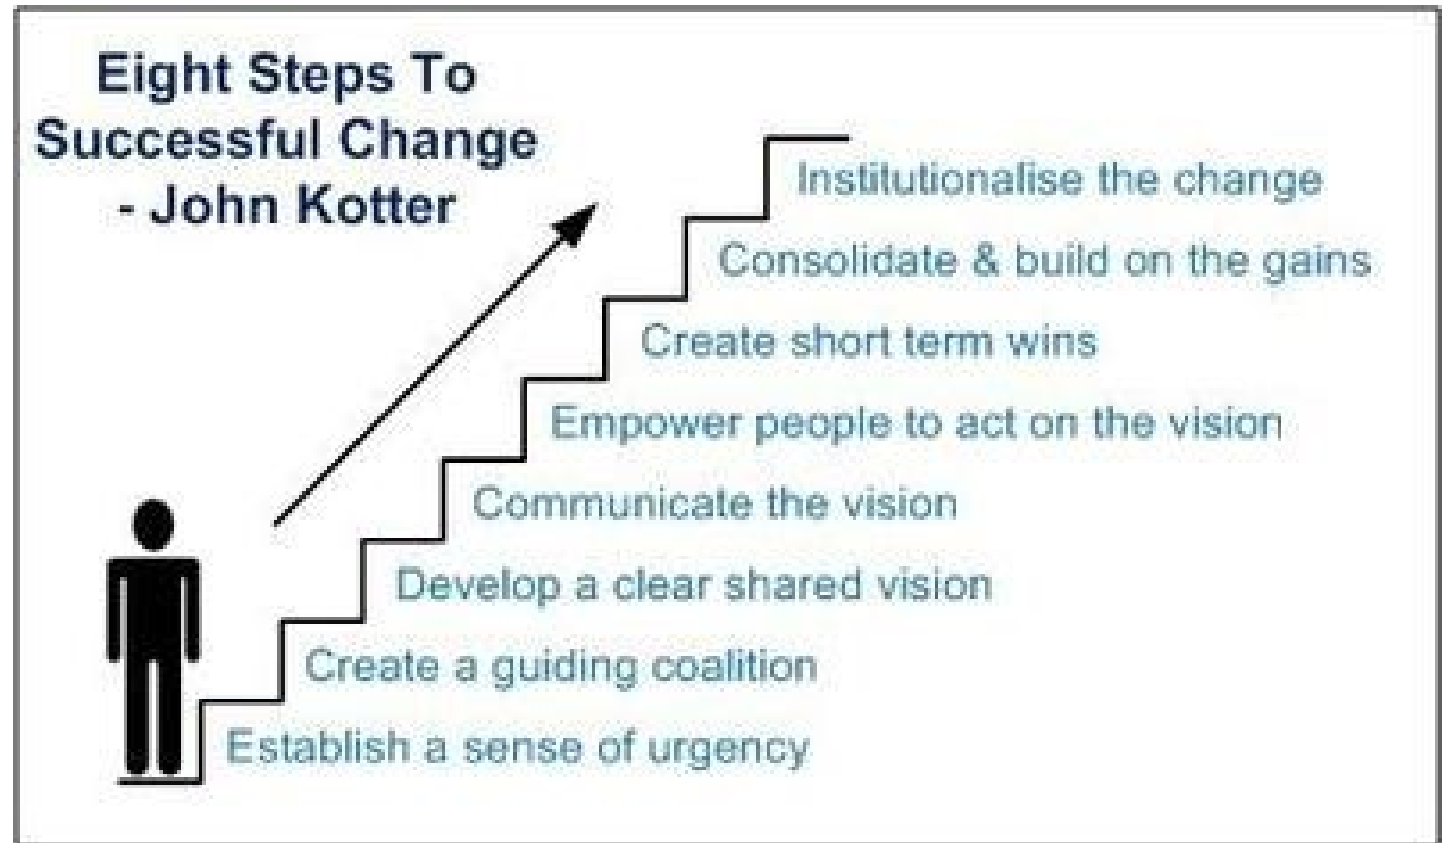 Eight Steps To
Successful Change
- John Kotter
Institutionalise the change
Consolidate & build on the gains
Create short term wins
Empower people to act on the vision
Communicate the vision
Develop a clear shared vision
Create a guiding coalition
Establish a sense of urgency